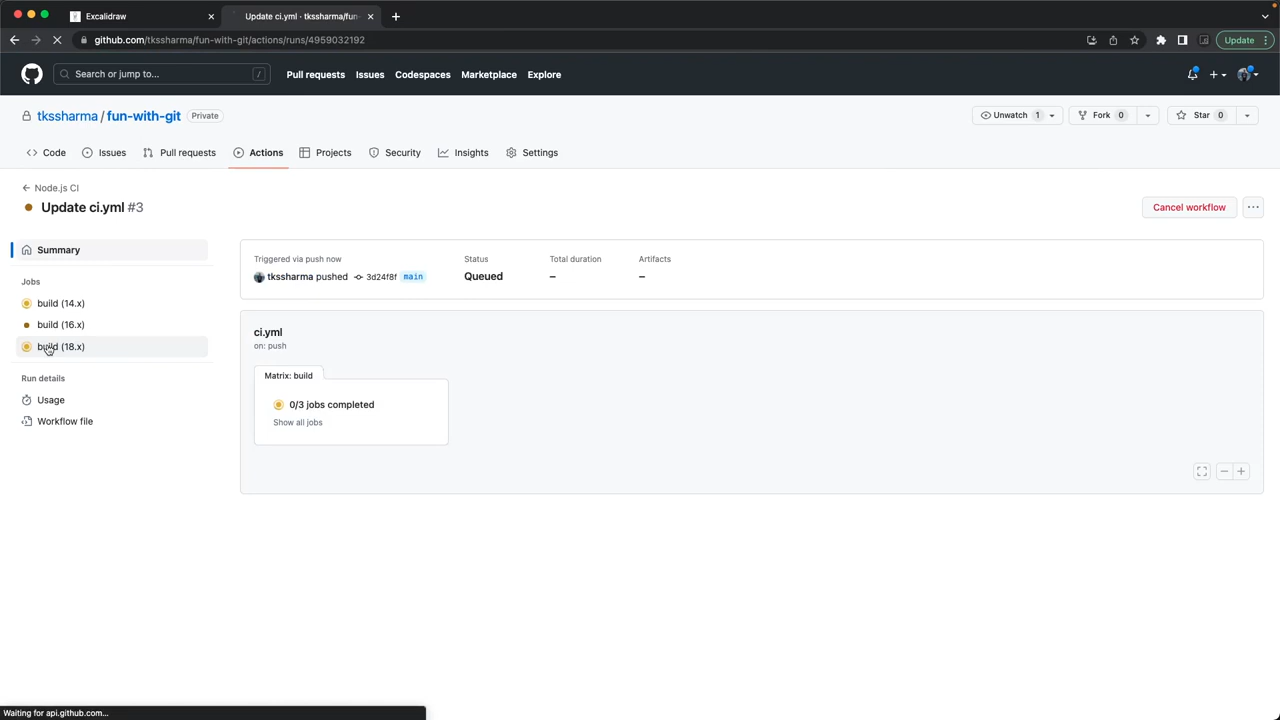 Excalidraw
Update ci.yml · tkssharma/fun-
github.com/tkssharma/fun-with-git/actions/runs/4959032192
Update
Search or jump to...
/
Pull requests
Issues
Codespaces
Marketplace
Explore
tkssharma / fun-with-git
Private
Unwatch 1
Fork 0
Star 0
Code
Issues
Pull requests
Actions
Projects
Security
Insights
Settings
Node.js CI
Update ci.yml #3
Cancel workflow
Summary
Triggered via push now
Status
Total duration
Artifacts
tkssharma pushed
3d24f8f
main
Queued
–
–
Jobs
build (14.x)
build (16.x)
build (18.x)
Run details
Usage
Workflow file
ci.yml
on: push
Matrix: build
0/3 jobs completed
Show all jobs
Waiting for api.github.com...